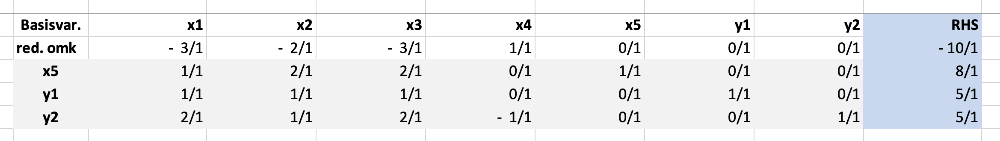 Basisvar. x1 x2 x3 x4 x5 y1 y2 RHS
red. omk - 3/1 - 2/1 - 3/1 1/1 0/1 0/1 0/1 - 10/1
x5 1/1 2/1 2/1 0/1 1/1 0/1 0/1 8/1
y1 1/1 1/1 1/1 0/1 0/1 1/1 0/1 5/1
y2 2/1 1/1 2/1 - 1/1 0/1 0/1 1/1 5/1